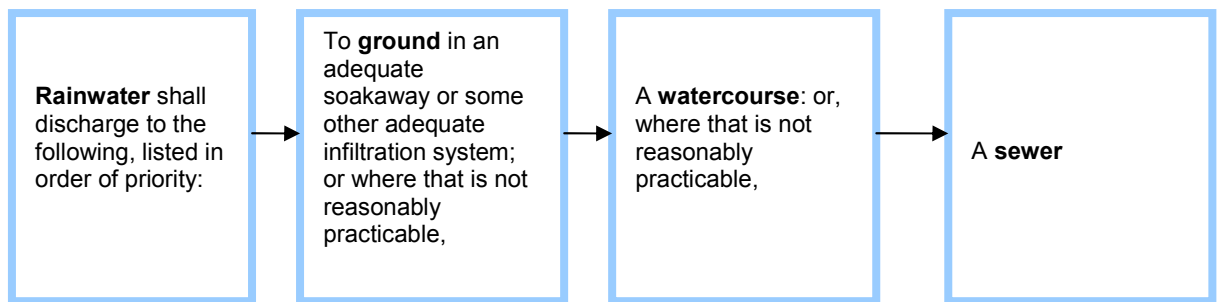 Rainwater shall
discharge to the
following, listed in
order of priority:
To ground in an
adequate
soakaway or some
other adequate
infiltration system;
or where that is not
reasonably
practicable,
A watercourse: or,
where that is not
reasonably
practicable,
A sewer